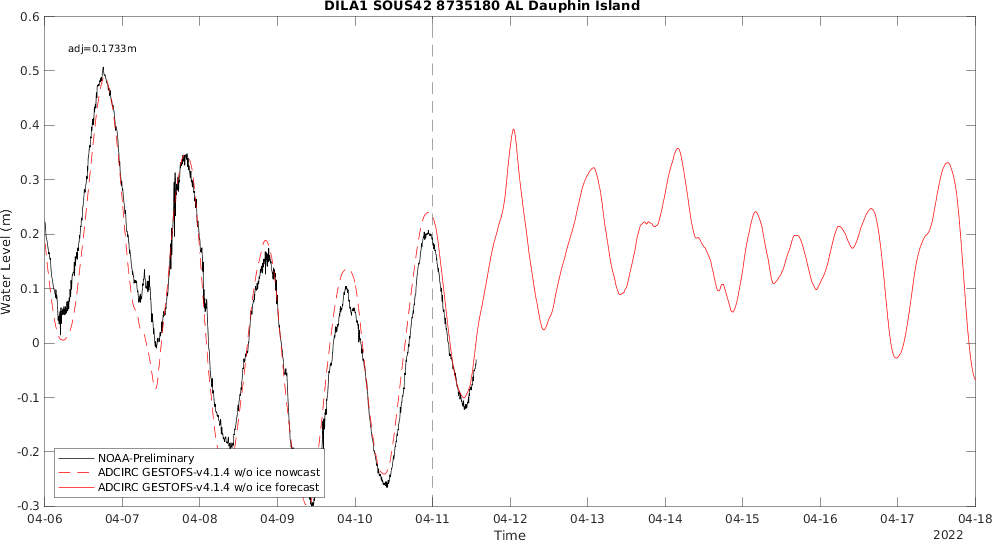 DILA1 SOUS42 8735180 AL Dauphin Island
adj=0.1733m
Water Level (m)
0.6
0.5
0.4
0.3
0.2
0.1
0
-0.1
-0.2
-0.3
NOAA-Preliminary
ADCIRC GESTOFS-v4.1.4 w/o ice nowcast
ADCIRC GESTOFS-v4.1.4 w/o ice forecast
04-06 04-07 04-08 04-09 04-10 04-11 04-12 04-13 04-14 04-15 04-16 04-17 04-18
Time
2022